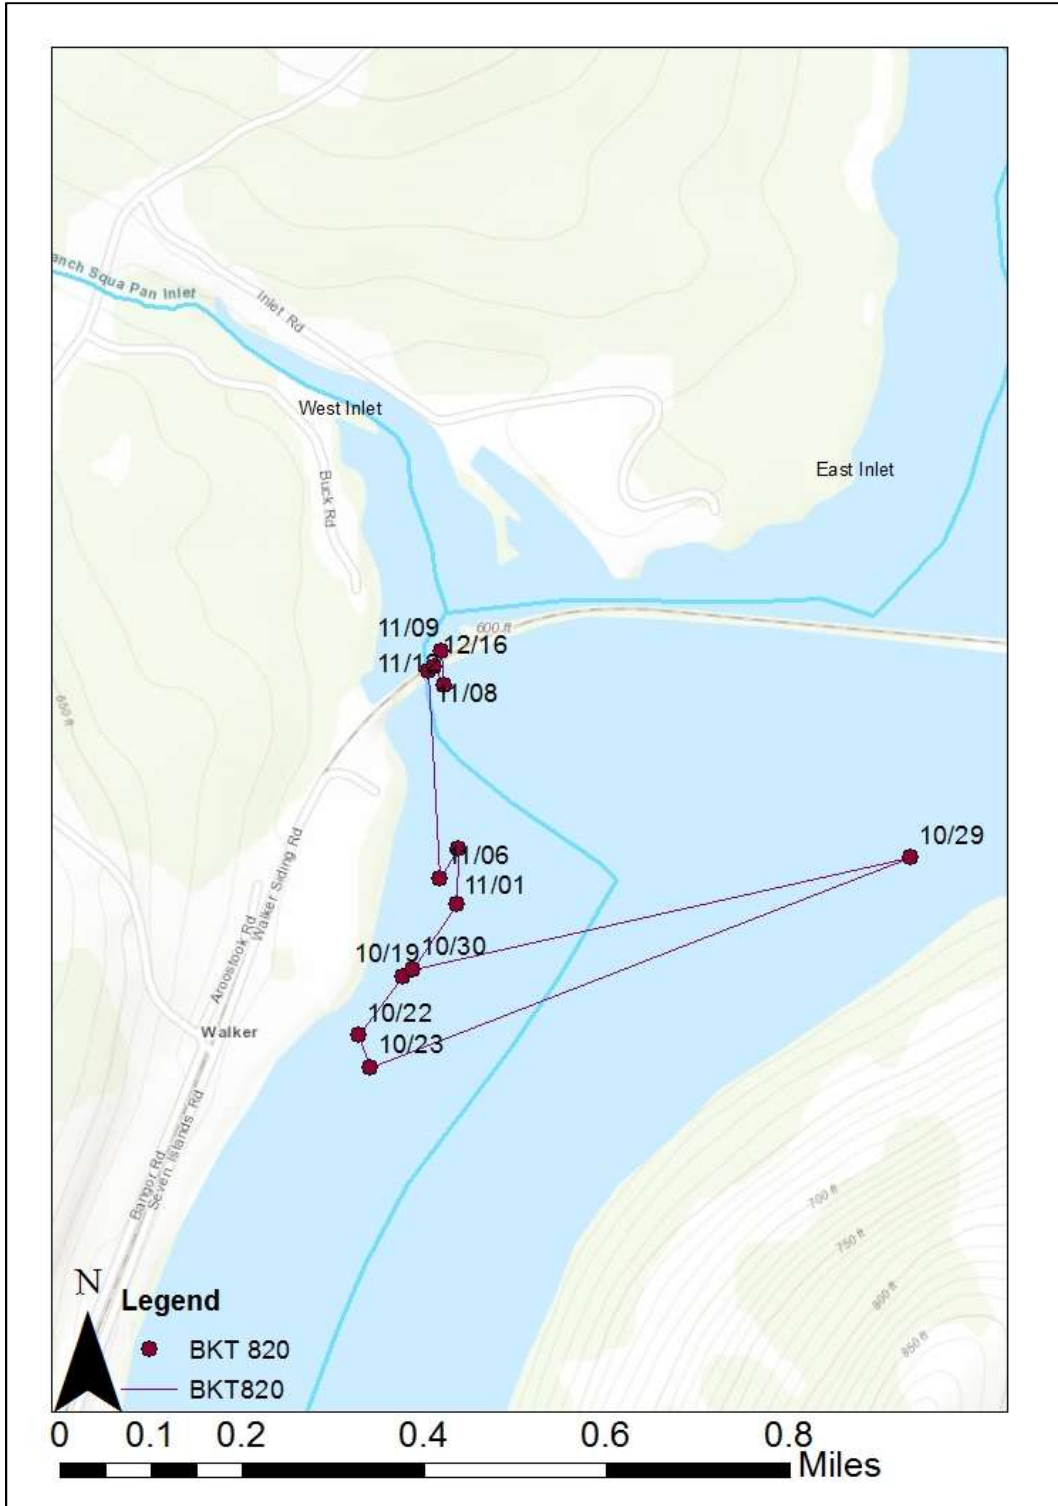 anch Squa Pan Inlet
Inlet Rd
West Inlet
East Inlet
Buck Rd
11/09
600 ft
12/16
11/08
650 ft
10/29
11/06
11/01
Walker Siding Rd
Aroostook Rd
10/19
10/30
10/22
Walker
10/23
Bangor Rd
Seven Islands Rd
700 ft
750 ft
800 ft
850 ft
N
Legend
BKT 820
BKT820
0 0.1 0.2 0.4 0.6 0.8
Miles